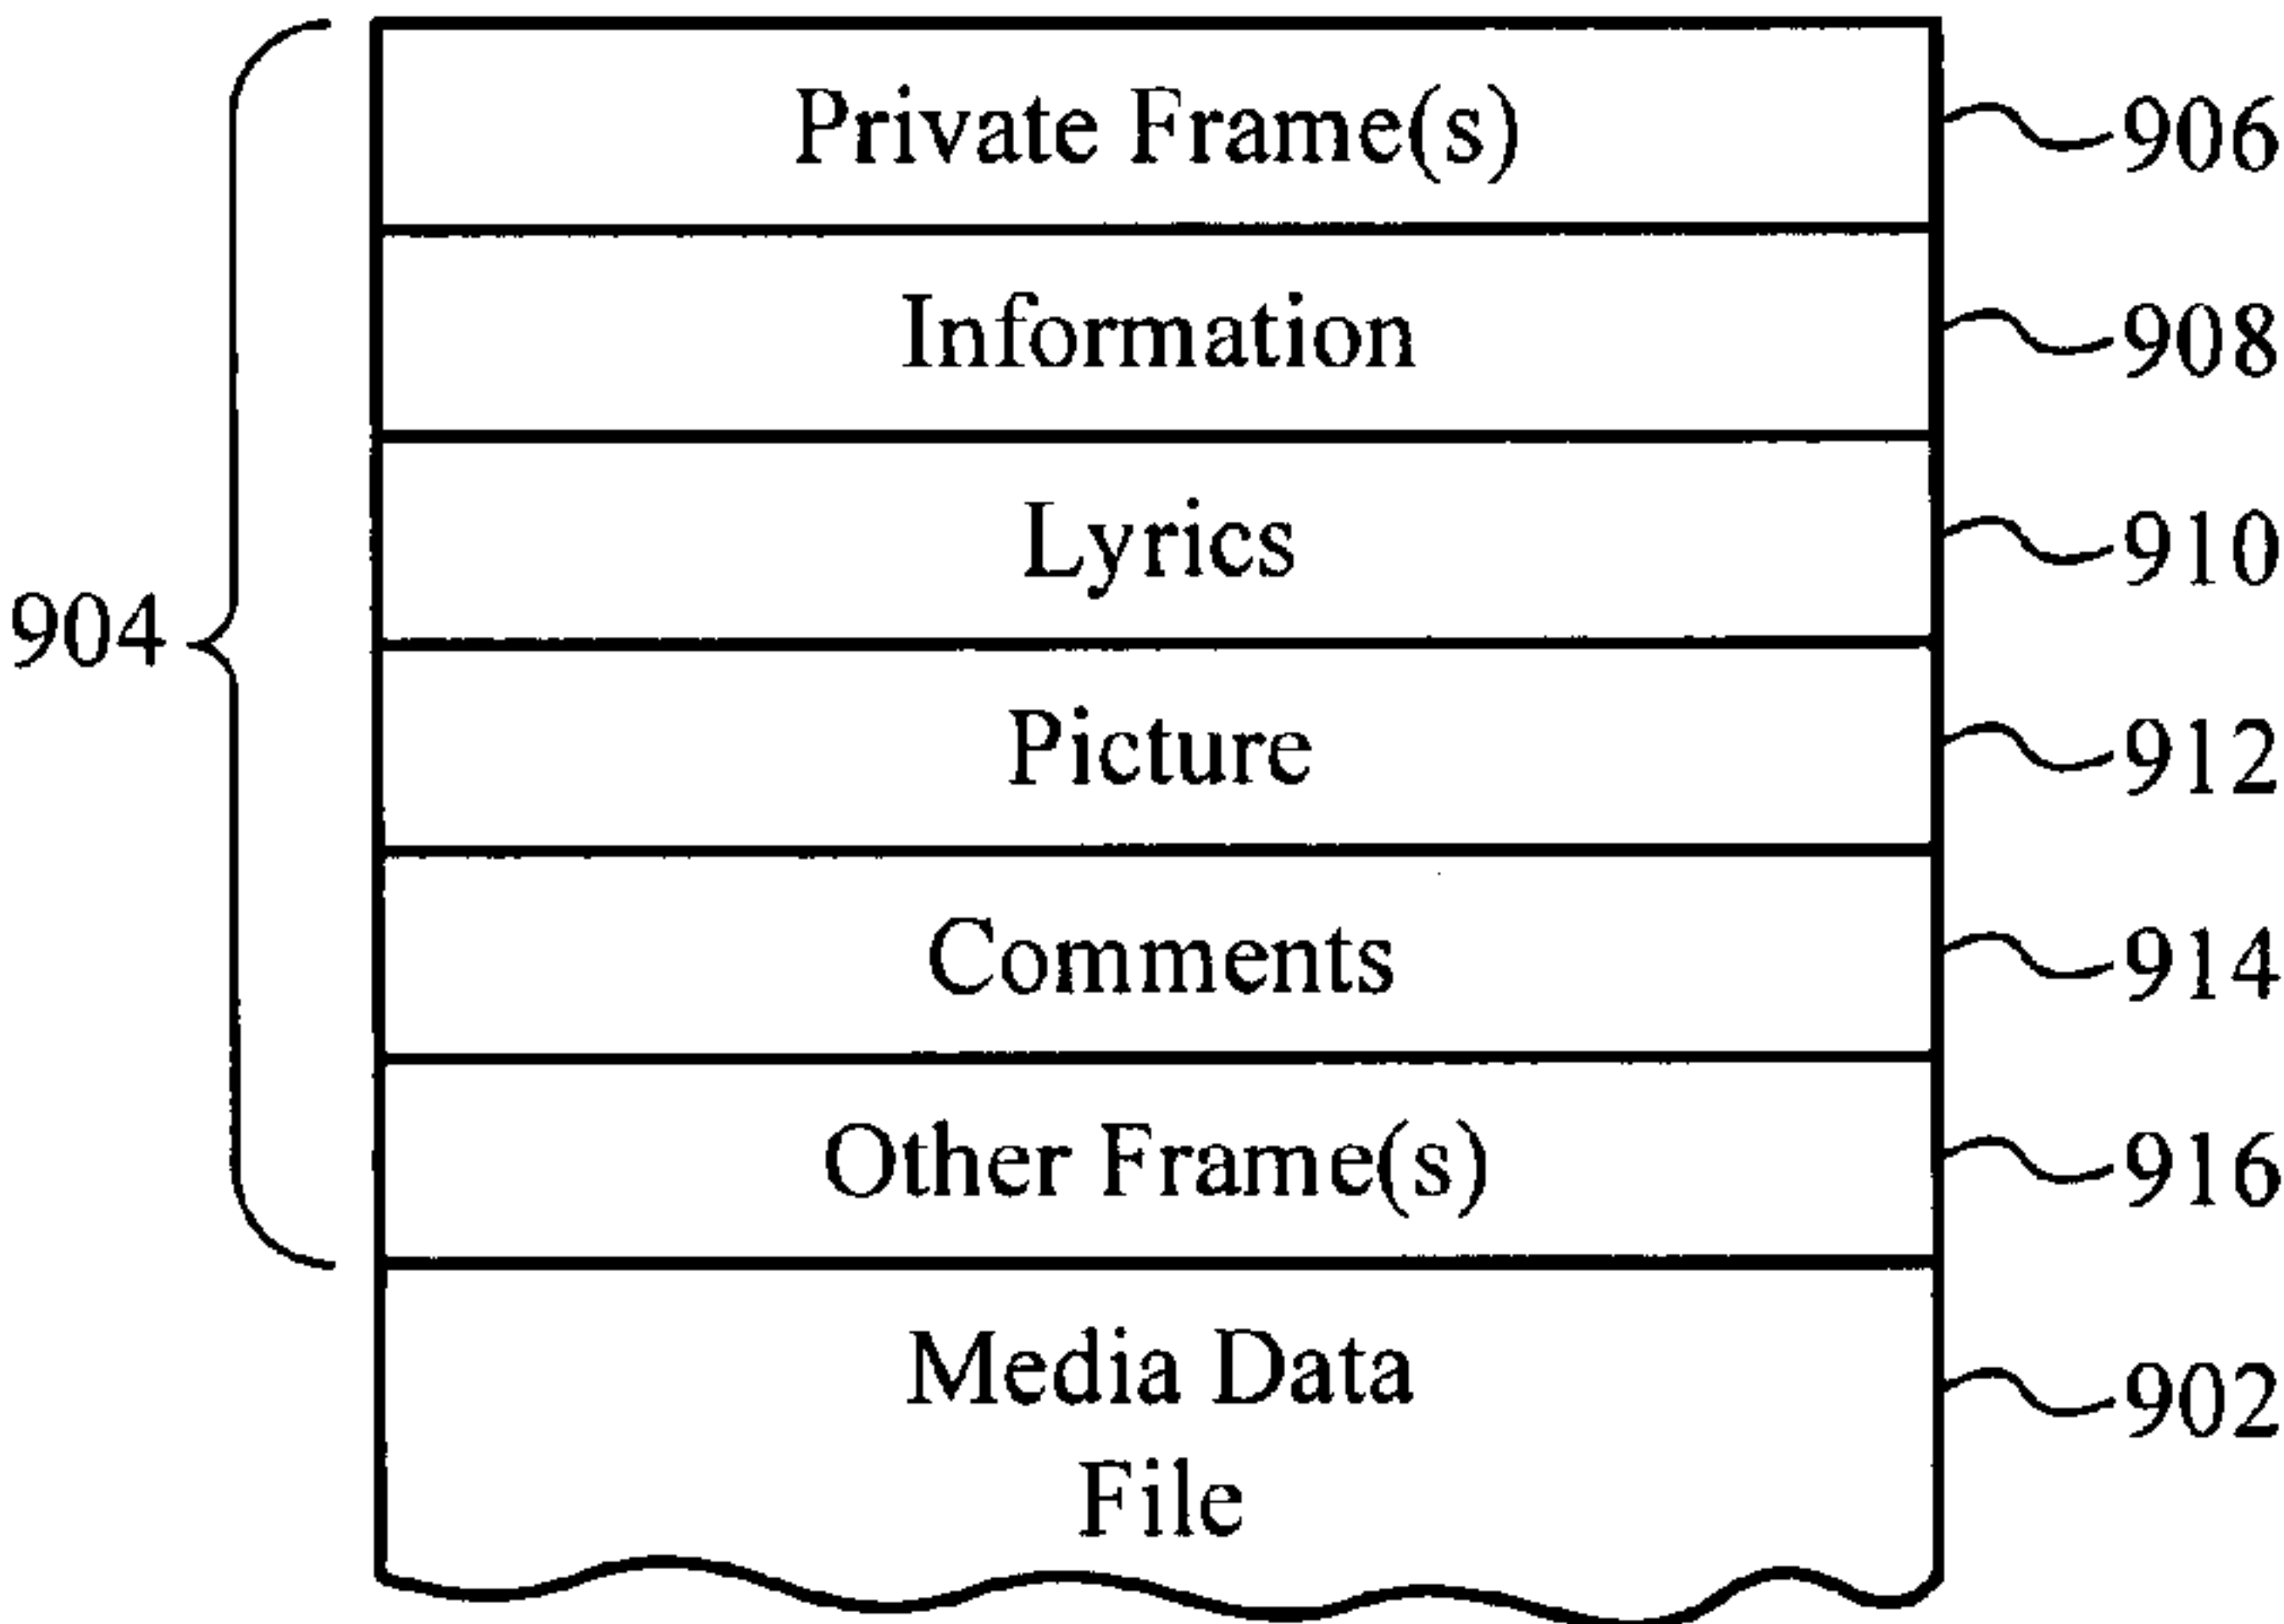 Private Frame(s) 906
Information 908
Lyrics 910
904
Picture 912
Comments 914
Other Frame(s) 916
Media Data 902
File